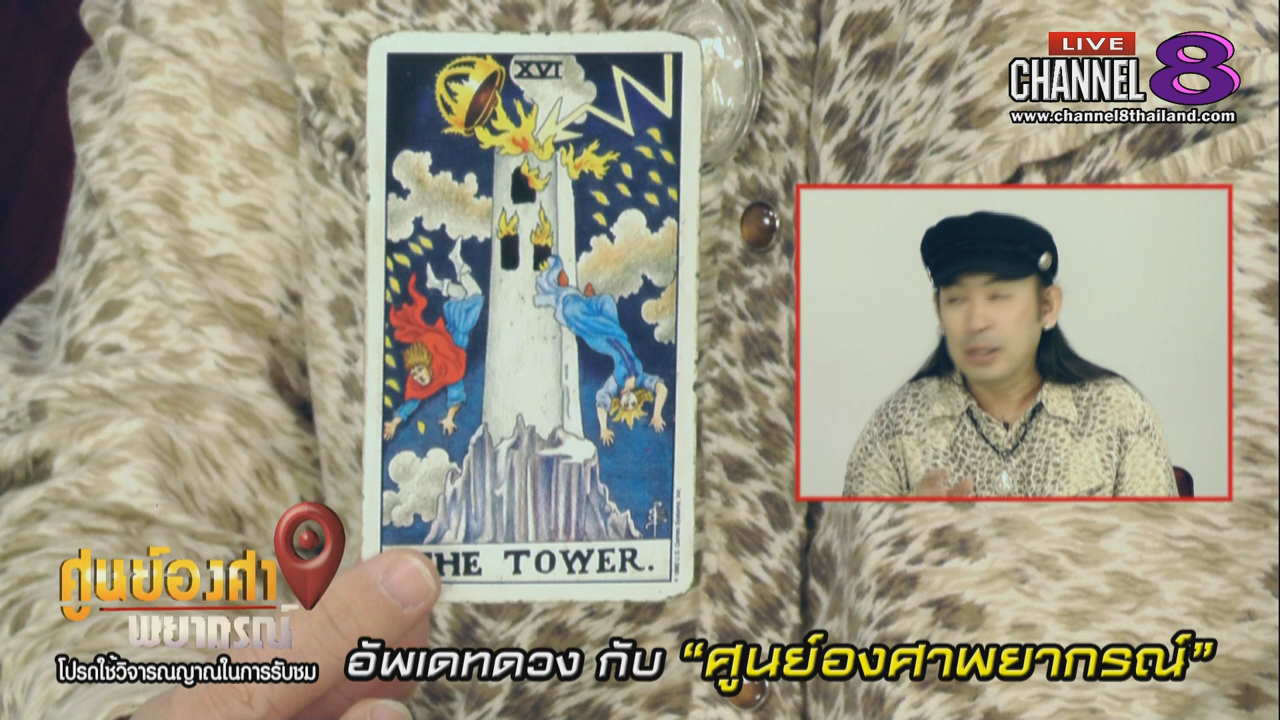 LIVE
CHANNEL 8
www.channel8thailand.com
XVI
THE TOWER.
ศูนย์องศา
พยากรณ์
โปรดใช้วิจารณญาณในการรับชม
อัพเดทดวง กับ “ศูนย์องศาพยากรณ์”